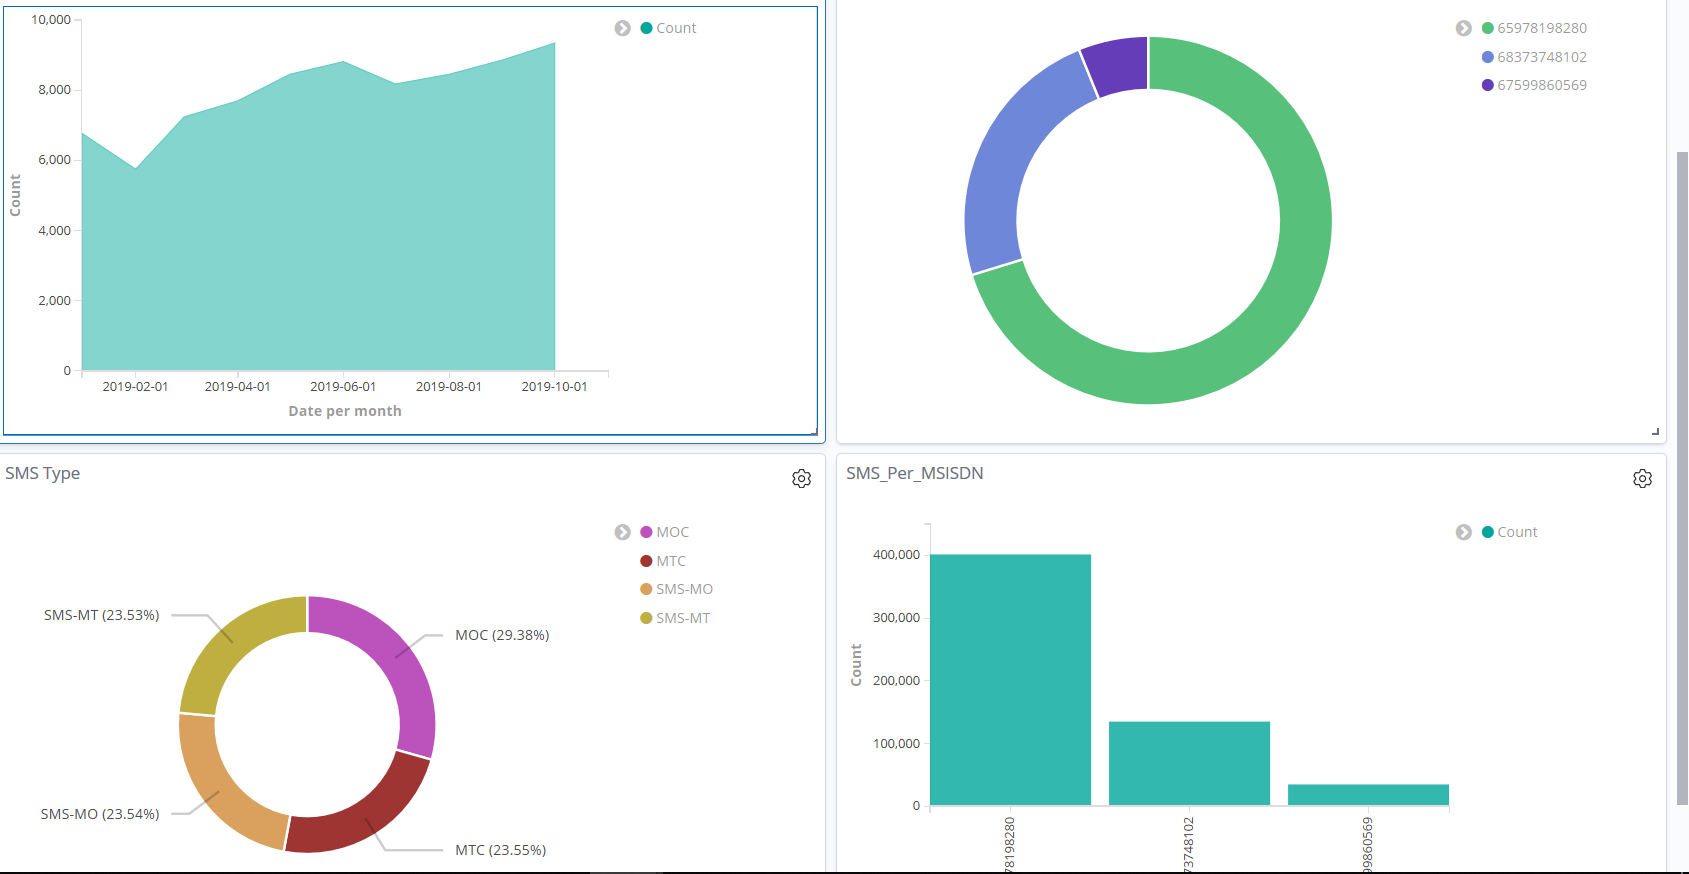 10,000
8,000
6,000
4,000
2,000
0
Count
2019-02-01
2019-04-01
2019-06-01
2019-08-01
2019-10-01
Date per month
Count
65978198280
68373748102
67599860569
SMS Type
MOC
MTC
SMS-MO
SMS-MT
SMS-MT (23.53%)
MOC (29.38%)
SMS-MO (23.54%)
MTC (23.55%)
SMS_Per_MSISDN
400,000
300,000
200,000
100,000
0
Count
78198280
73748102
99860569
Count